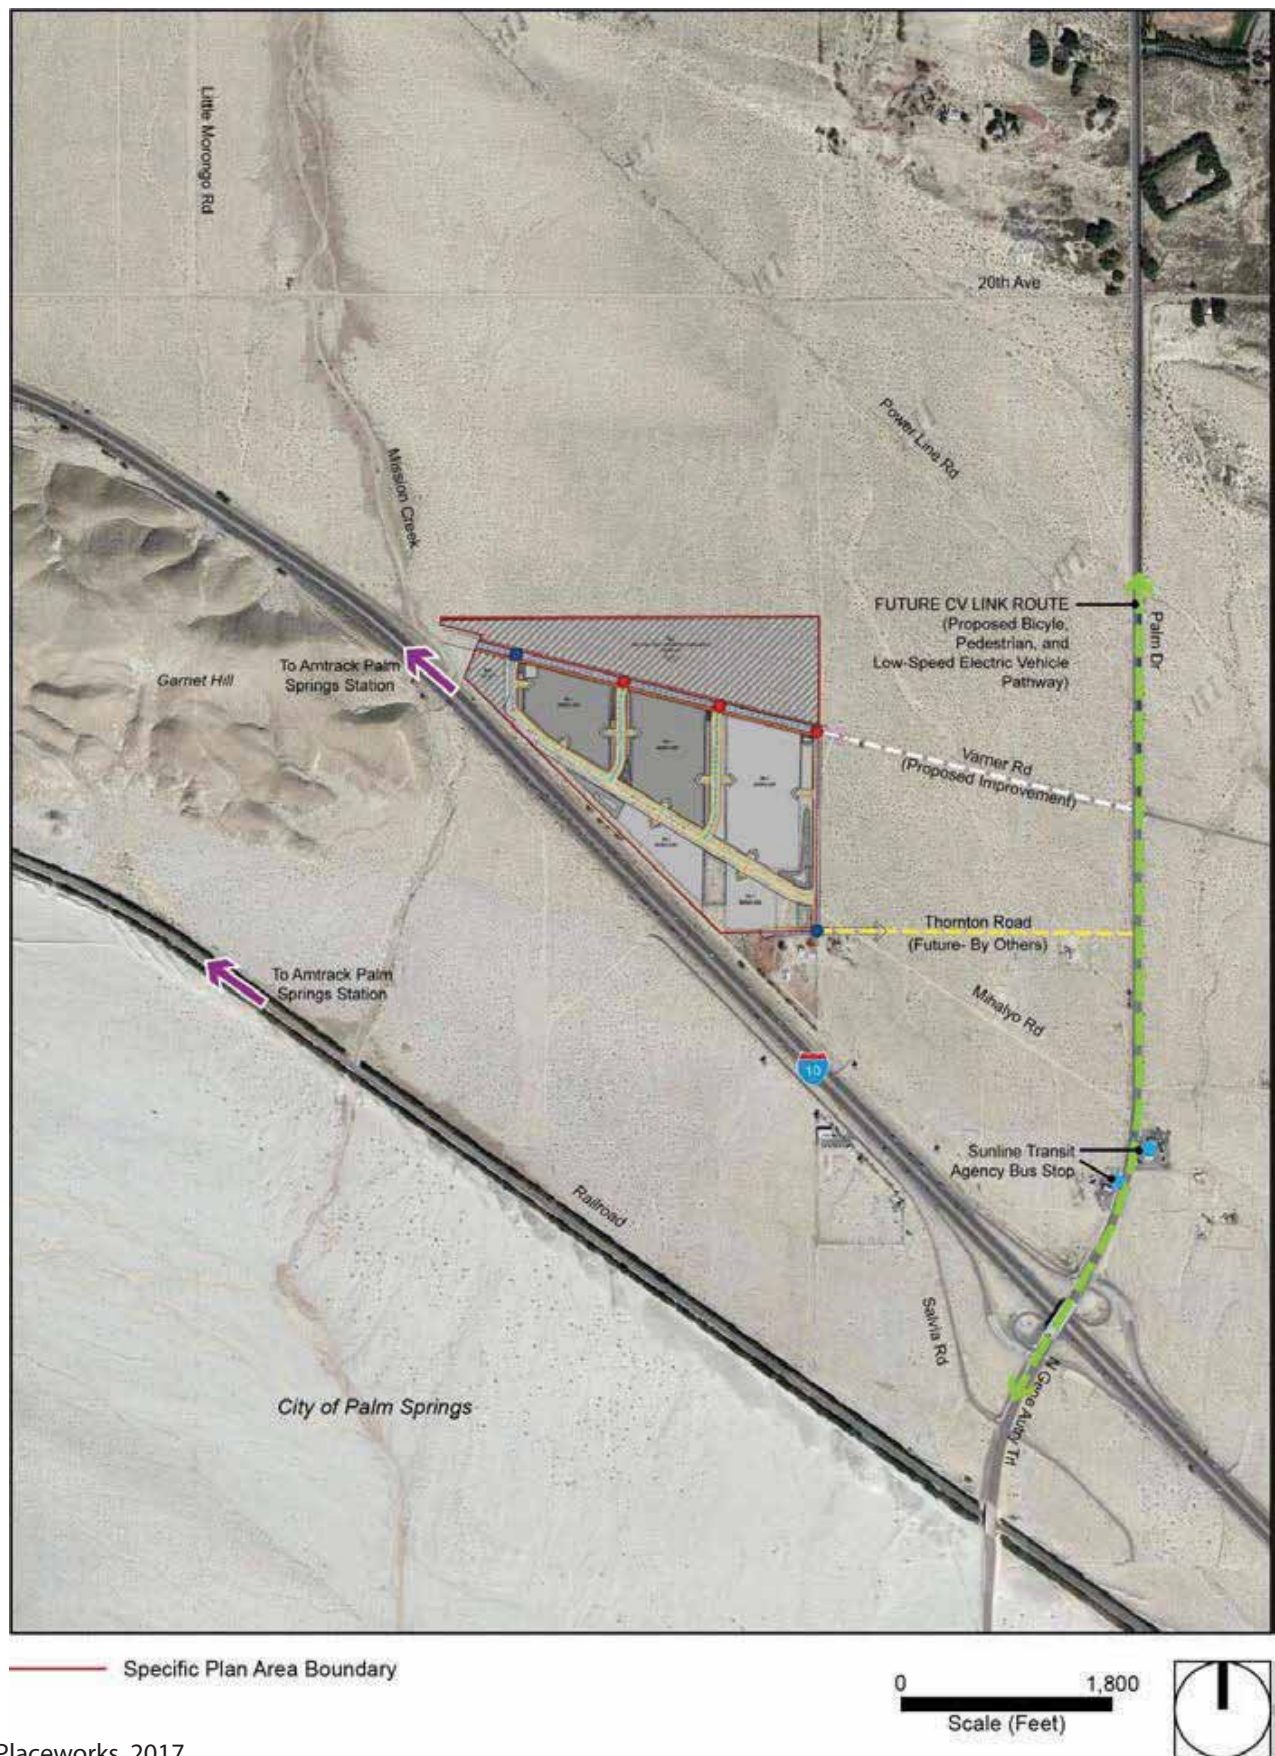 Little Morongo Rd
20th Ave
Power Line Rd
Mission Creek
FUTURE CV LINK ROUTE
(Proposed Bicyle,
Pedestrian, and
Low-Speed Electric Vehicle
Pathway)
Palm Dr
To Amtrack Palm
Springs Station
Garnet Hill
Varner Rd
(Proposed Improvement)
Thornton Road
(Future- By Others)
To Amtrack Palm
Springs Station
Mihalyo Rd
10
Sunline Transit
Agency Bus Stop
Railroad
Salvia Rd
N Gene Autry Trl
City of Palm Springs
Specific Plan Area Boundary
0 1,800
Scale (Feet)
Placeworks, 2017